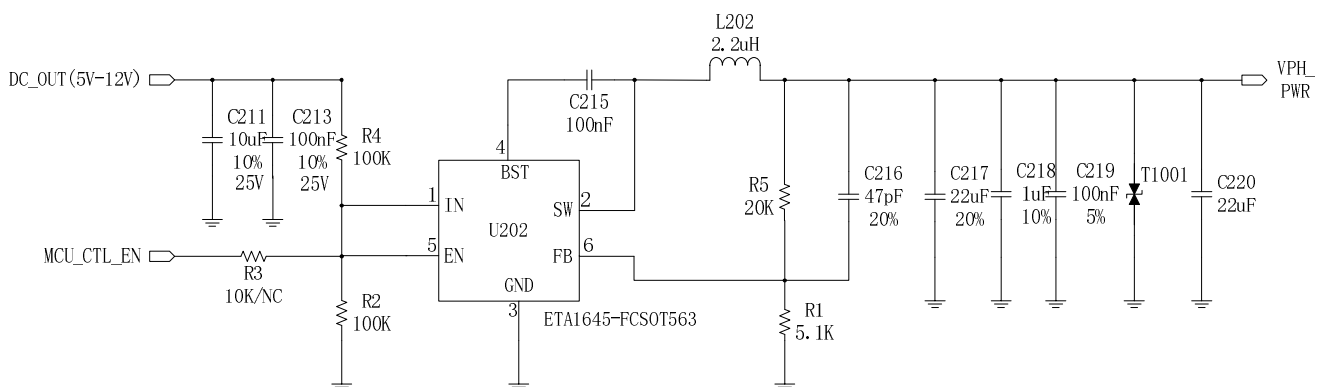 L202
2.2uH
DC_OUT(5V-12V)
VPH_
PWR
C215
100nF
C211
10uF
10%
25V
C213
100nF
10%
25V
R4
100K
4
BST
1
IN
SW
2
U202
5
EN
FB
6
GND
3
ETA1645-FCSOT563
MCU_CTL_EN
R3
10K/NC
R2
100K
R5
20K
C216
47pF
20%
C217
22uF
20%
C218
1uF
10%
C219
100nF
5%
T1001
C220
22uF
R1
5.1K